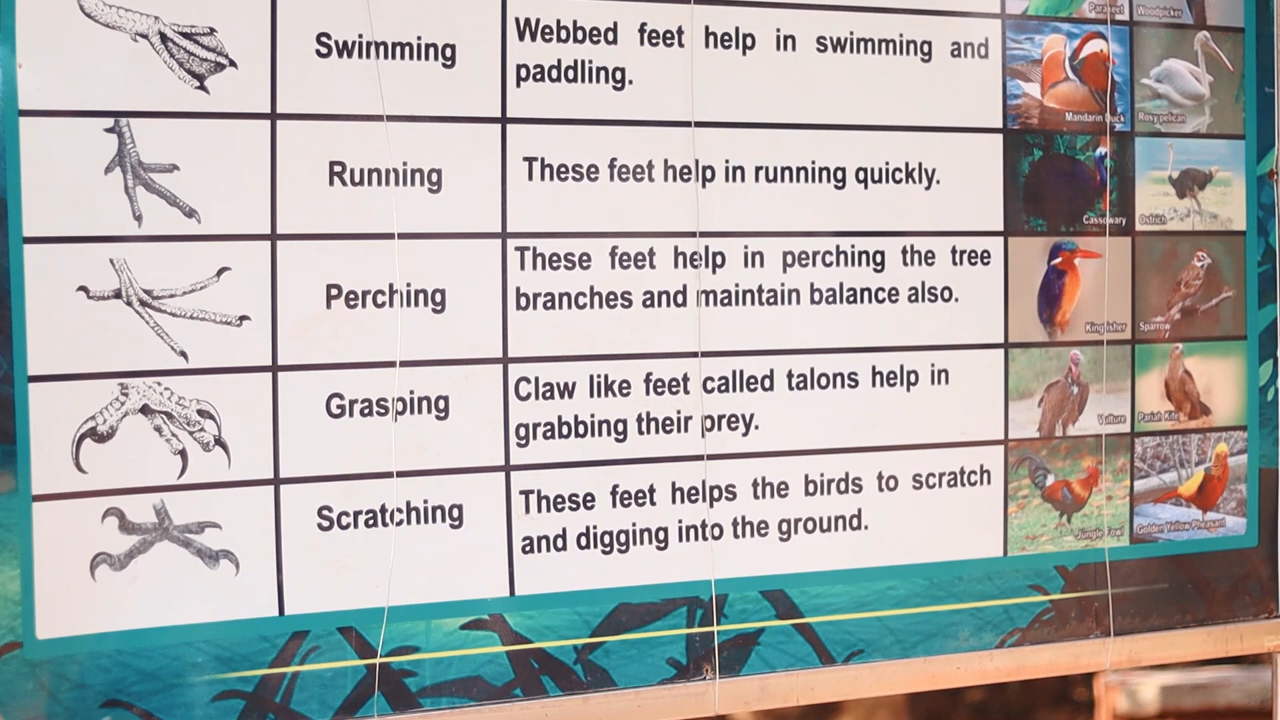 Parakeet
Woodpicker
Swimming
Webbed feet help in swimming and
paddling.
Mandarin Duck
Rosy pelican
Running
These feet help in running quickly.
Cassowary
Ostrich
Perching
These feet help in perching the tree
branches and maintain balance also.
Kingfisher
Sparrow
Grasping
Claw like feet called talons help in
grabbing their prey.
Vulture
Pariah Kite
Scratching
These feet helps the birds to scratch
and digging into the ground.
Jungle Fowl
Golden Yellow Pheasant